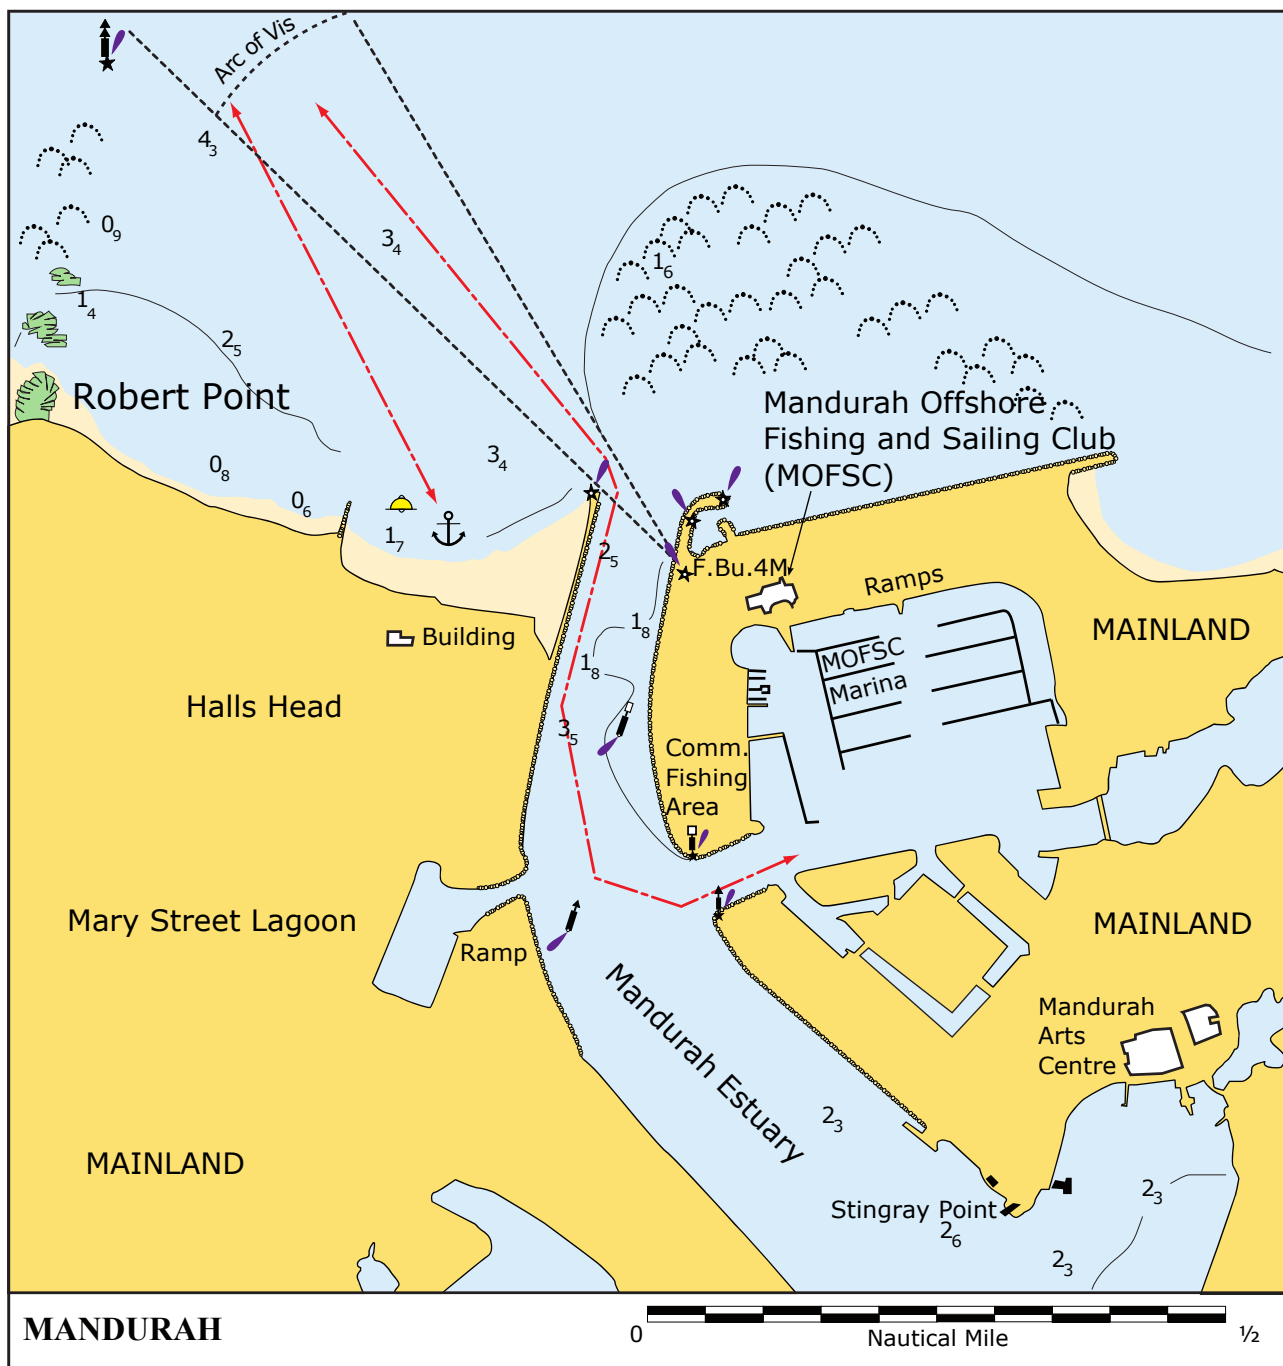 Arc of Vis
4₃
0₉
3₄
1₆
1₄
2₅
Robert Point
Mandurah Offshore
Fishing and Sailing Club
(MOFSC)
3₄
0₈
0₆
1₇
2₅
F.Bu.4M
Ramps
1₈
MAINLAND
Building
MOFSC
Marina
1₈
Halls Head
3₅
Comm.
Fishing
Area
Mary Street Lagoon
MAINLAND
Ramp
Mandurah Estuary
Mandurah
Arts
Centre
2₃
MAINLAND
2₃
Stingray Point
2₆
2₃
MANDURAH
0
Nautical Mile
½